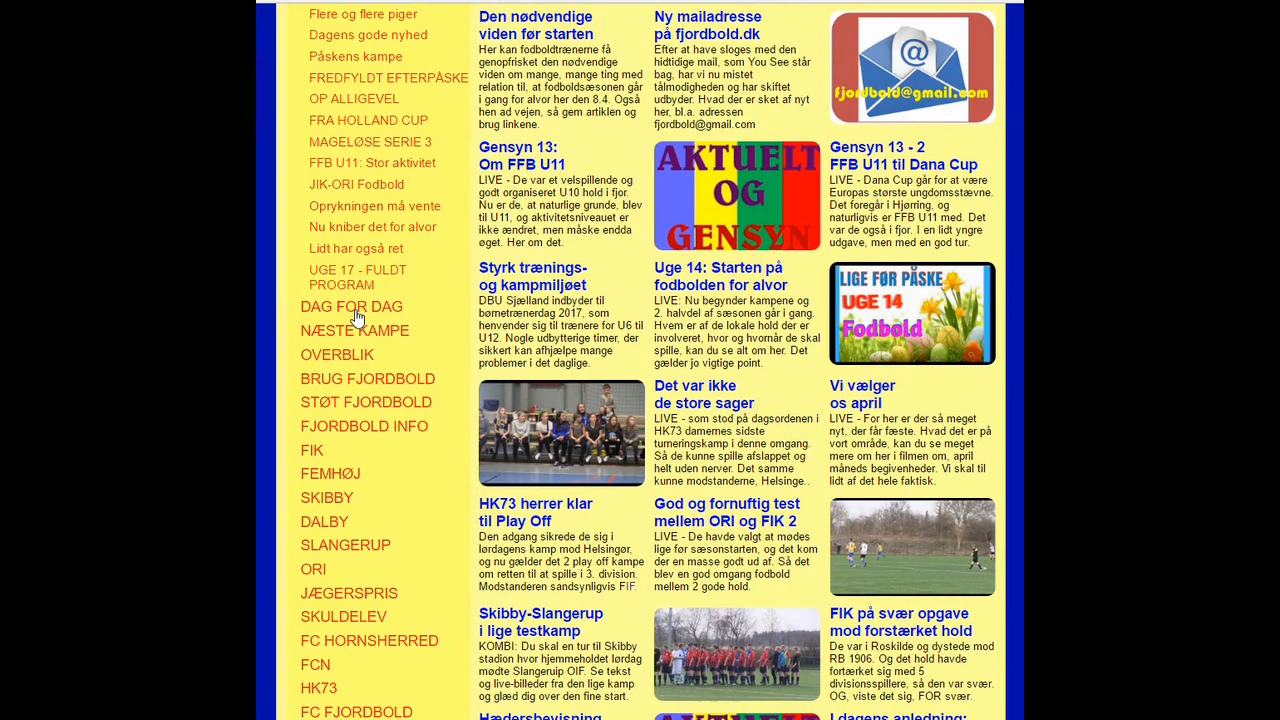 Flere og flere piger
Dagens gode nyhed
Påskens kampe
FREDFYLDT EFTERPÅSKE
OP ALLIGEVEL
FRA HOLLAND CUP
MAGELØSE SERIE 3
FFB U11: Stor aktivitet
JIK-ORI Fodbold
Oprykningen må vente
Nu kniber det for alvor
Lidt har også ret
UGE 17 - FULDT
PROGRAM
DAG FOR DAG
NÆSTE KAMPE
OVERBLIK
BRUG FJORDBOLD
STØT FJORDBOLD
FJORDBOLD INFO
FIK
FEMHØJ
SKIBBY
DALBY
SLANGERUP
ORI
JÆGERSPRIS
SKULDELEV
FC HORNSHERRED
FCN
HK73
FC FJORDBOLD
Den nødvendige
viden før starten
Her kan fodboldtrænerne få
genopfrisket den nødvendige
viden om mange, mange ting med
relation til, at fodboldsæsonen går
i gang for alvor her den 8.4. Også
hen ad vejen, så gem artiklen og
brug linkene.
Ny mailadresse
på fjordbold.dk
Efter at have sloges med den
hidtidige mail, som You See står
bag, har vi nu mistet
tålmodigheden og har skiftet
udbyder. Hvad der er sket af nyt
her, bl.a. adressen
fjordbold@gmail.com
@
fjordbold@gmail.com
Gensyn 13:
Om FFB U11
LIVE - De var et velspillende og
godt organiseret U10 hold i fjor.
Nu er de, at naturlige grunde, blev
til U11, og aktivitetsniveauet er
ikke ændret, men måske endda
øget. Her om det.
AKTUELT
OG
GENSYN
Gensyn 13 - 2
FFB U11 til Dana Cup
LIVE - Dana Cup går for at være
Europas største ungdomsstævne.
Det foregår i Hjørring, og
naturligvis er FFB U11 med. Det
var de også i fjor. I en lidt yngre
udgave, men med en god tur.
Styrk trænings-
og kampmiljøet
DBU Sjælland indbyder til
børnetrænerdag 2017, som
henvender sig til trænere for U6 til
U12. Nogle udbytterige timer, der
sikkert kan afhjælpe mange
problemer i det daglige.
Uge 14: Starten på
fodbolden for alvor
LIVE: Nu begynder kampene og
2. halvdel af sæsonen går i gang.
Hvem er af de lokale hold der er
involveret, hvor og hvornår de skal
spille, kan du se alt om her. Det
gælder jo vigtige point.
LIGE FØR PÅSKE
UGE 14
Fodbold
Det var ikke
de store sager
LIVE - som stod på dagsordenen i
HK73 damernes sidste
turneringskamp i denne omgang.
Så de kunne spille afslappet og
helt uden nerver. Det samme
kunne modstanderne, Helsinge..
Vi vælger
os april
LIVE - For her er der så meget
nyt, der får fæste. Hvad det er på
vort område, kan du se meget
mere om her i filmen om, april
måneds begivenheder. Vi skal til
lidt af det hele faktisk.
HK73 herrer klar
til Play Off
Den adgang sikrede de sig i
lørdagens kamp mod Helsingør,
og nu gælder det 2 play off kampe
om retten til at spille i 3. division.
Modstanderen sandsynligvis FIF.
God og fornuftig test
mellem ORI og FIK 2
LIVE - De havde valgt at mødes
lige før sæsonstarten, og det kom
der en masse godt ud af. Så det
blev en god omgang fodbold
mellem 2 gode hold.
Skibby-Slangerup
i lige testkamp
KOMBI: Du skal en tur til Skibby
stadion hvor hjemmeholdet lørdag
mødte Slangeruip OIF. Se tekst
og live-billeder fra den lige kamp
og glæd dig over den fine start.
FIK på svær opgave
mod forstærket hold
De var i Roskilde og dystede mod
RB 1906. Og det hold havde
fortærket sig med 5
divisionsspillere, så den var svær.
OG, viste det sig, FOR svær.
Hædersbevisning
AKTUELT
I dagens anledning: